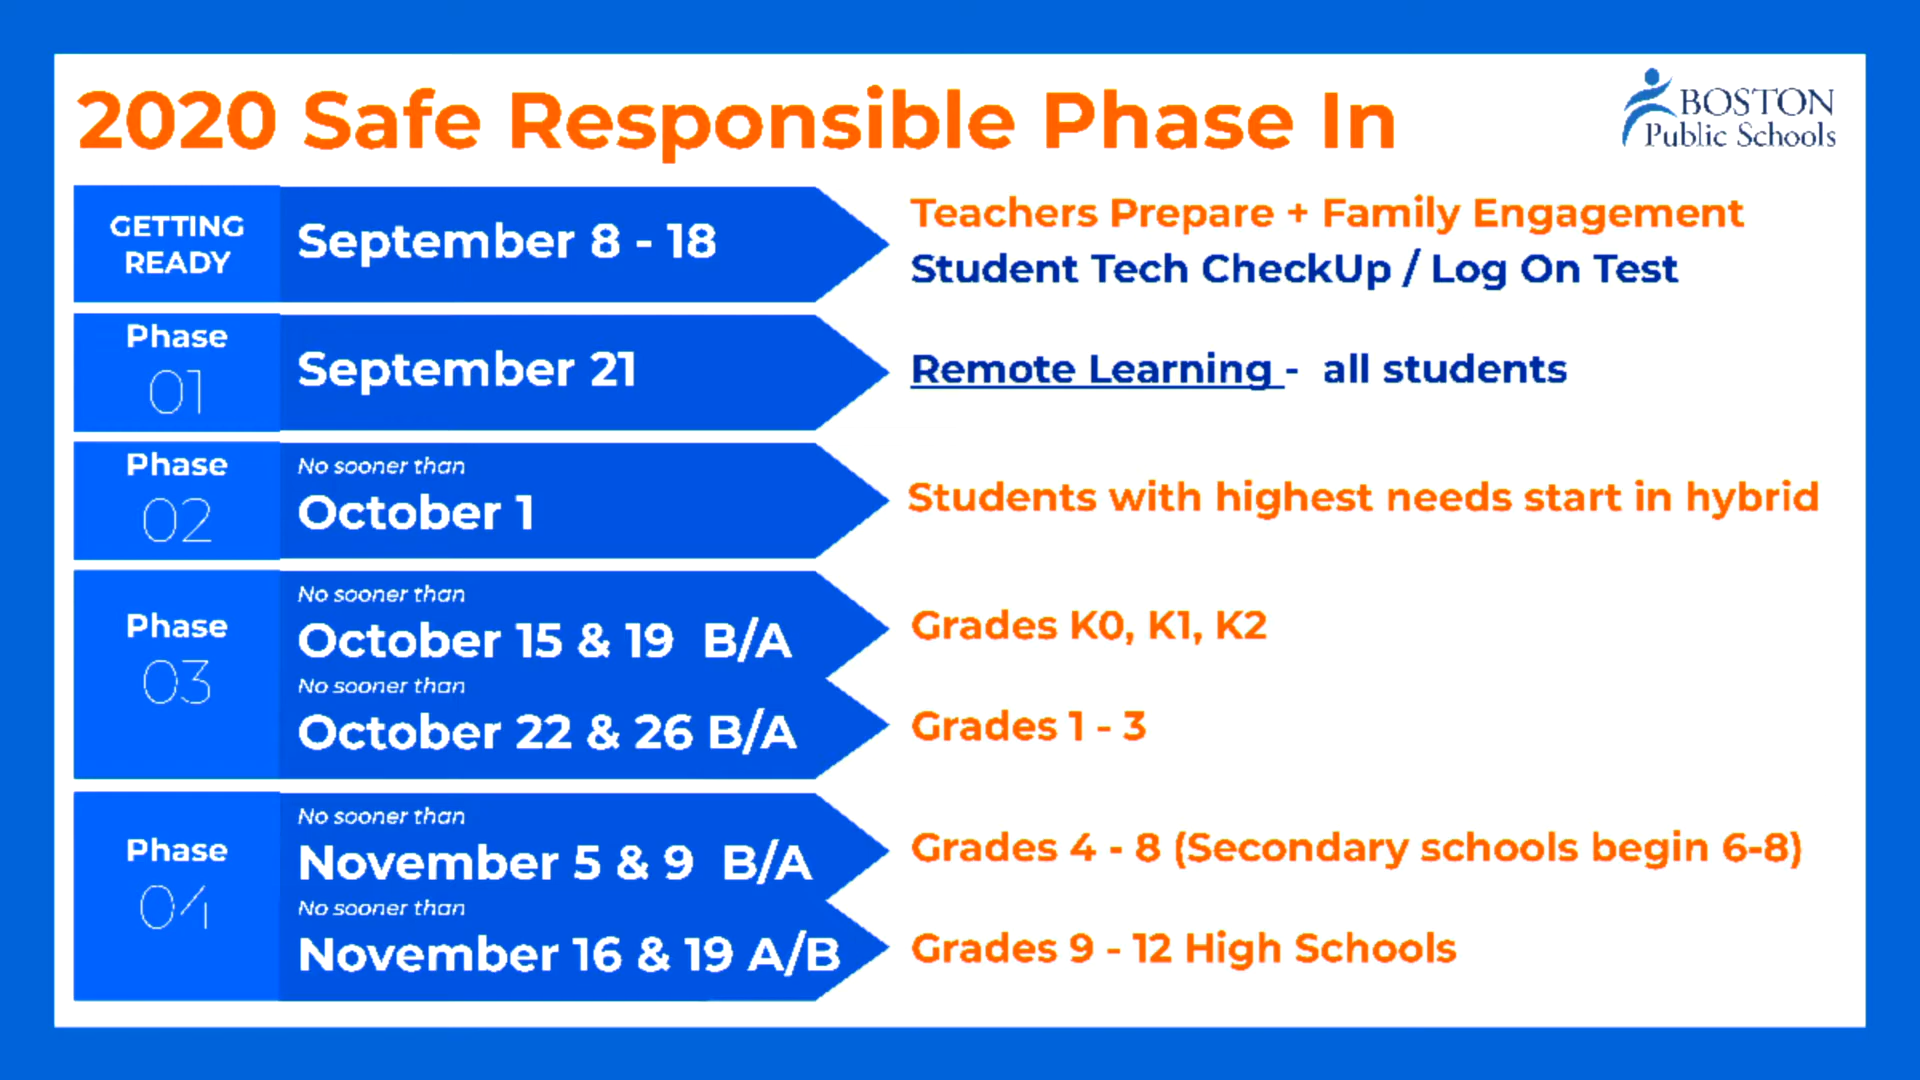 2020 Safe Responsible Phase In
BOSTON
Public Schools
GETTING
READY
September 8 - 18
Teachers Prepare + Family Engagement
Student Tech CheckUp / Log On Test
Phase
01
September 21
Remote Learning - all students
Phase
02
No sooner than
October 1
Students with highest needs start in hybrid
Phase
03
No sooner than
October 15 & 19 B/A
Grades K0, K1, K2
No sooner than
October 22 & 26 B/A
Grades 1 - 3
Phase
04
No sooner than
November 5 & 9 B/A
Grades 4 - 8 (Secondary schools begin 6-8)
No sooner than
November 16 & 19 A/B
Grades 9 - 12 High Schools